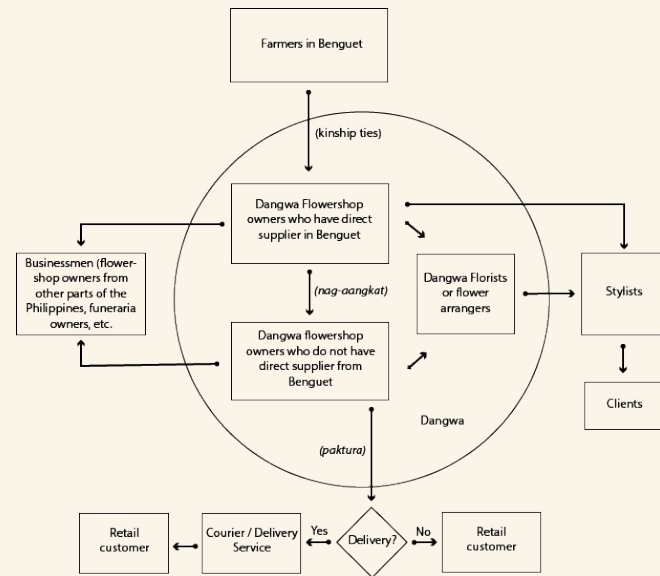 Farmers in Benguet
(kinship ties)
Dangwa Flowershop
owners who have direct
supplier in Benguet
Businessmen (flower-
shop owners from
other parts of the
Philippines, funeraria
owners, etc.
(nag-aangkat)
Dangwa Florists
or flower
arrangers
Stylists
Dangwa flowershop
owners who do not have
direct supplier from
Benguet
Clients
Dangwa
(paktura)
Retail
customer
Courier / Delivery
Service
Yes
Delivery?
No
Retail
customer